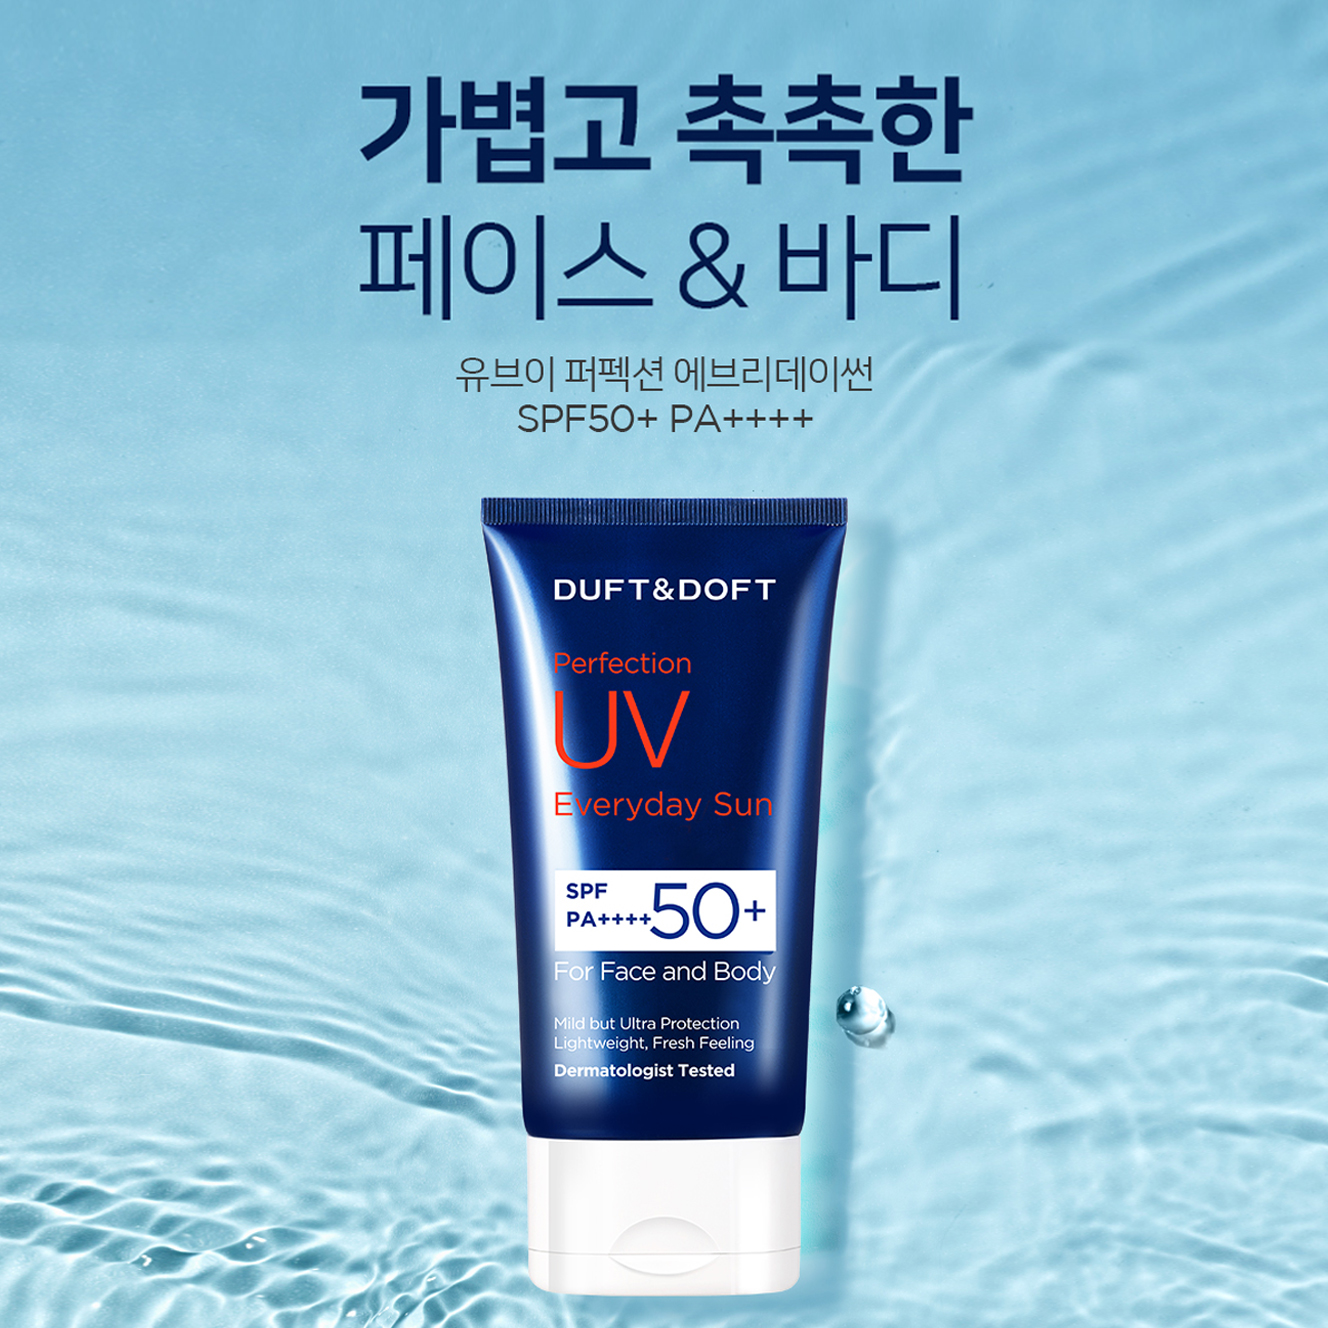 가볍고 촉촉한
페이스 & 바디
유브이 퍼펙션 에브리데이썬
SPF50+ PA++++
DUFT&DOFT
Perfection
UV
Everyday Sun
SPF
PA++++ 50+
For Face and Body
Mild but Ultra Protection
Lightweight, Fresh Feeling
Dermatologist Tested